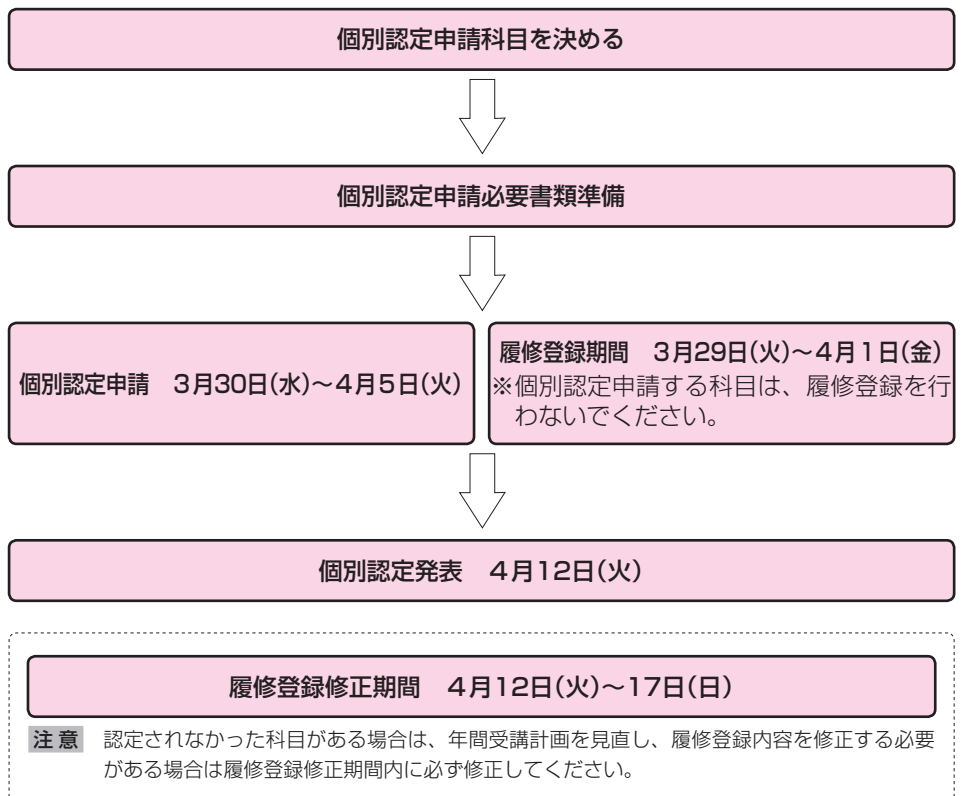 個別認定申請科目を決める
個別認定申請必要書類準備
個別認定申請　３月30日(水)～４月５日(火)
履修登録期間　３月29日(火)～４月１日(金)
※個別認定申請する科目は、履修登録を行
わないでください。
個別認定発表　４月12日(火)
履修登録修正期間　４月12日(火)～17日(日)
注 意　認定されなかった科目がある場合は、年間受講計画を見直し、履修登録内容を修正する必要
がある場合は履修登録修正期間内に必ず修正してください。